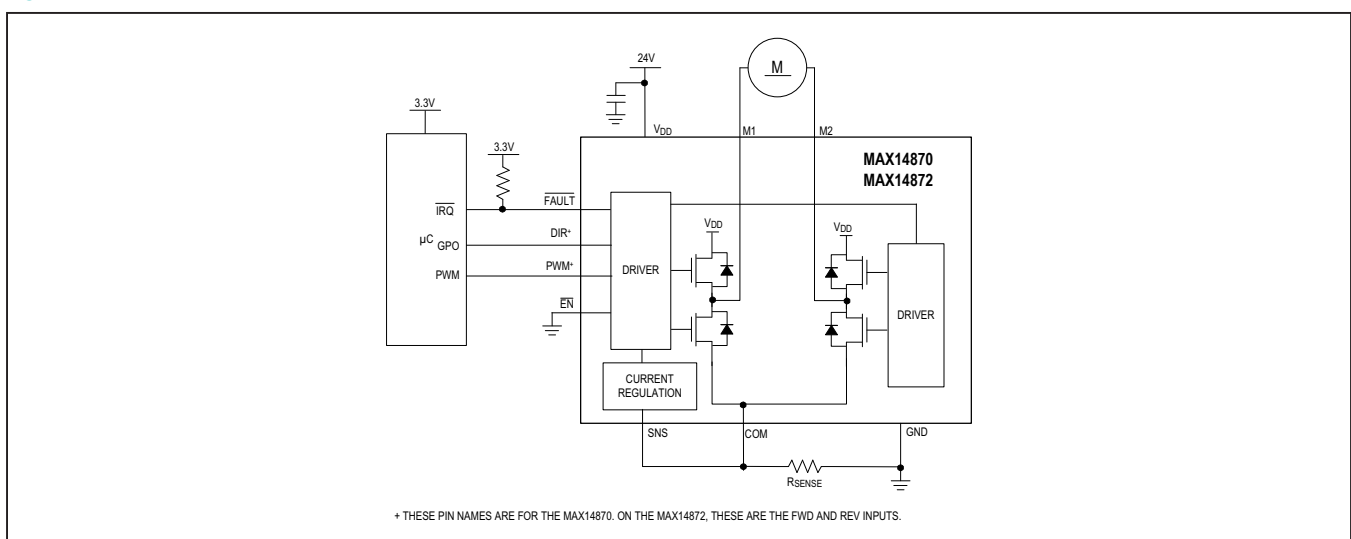 24V
M
3.3V
VDD
M1
M2
MAX14870
MAX14872
3.3V
IRQ
FAULT
µC
GPO
DIR+
PWM
PWM+
EN
DRIVER
VDD
VDD
DRIVER
CURRENT
REGULATION
SNS
COM
GND
RSENSE
+ THESE PIN NAMES ARE FOR THE MAX14870. ON THE MAX14872, THESE ARE THE FWD AND REV INPUTS.